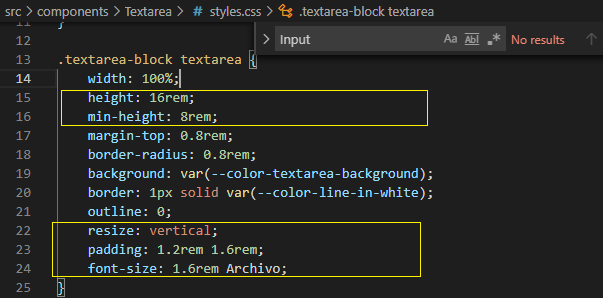 src > components > Textarea > # styles.css > .textarea-block textarea
Input
Aa Abl .* No results
11 }
12
13 .textarea-block textarea {
14 width: 100%;
15 height: 16rem;
16 min-height: 8rem;
17 margin-top: 0.8rem;
18 border-radius: 0.8rem;
19 background: var(--color-textarea-background);
20 border: 1px solid var(--color-line-in-white);
21 outline: 0;
22 resize: vertical;
23 padding: 1.2rem 1.6rem;
24 font-size: 1.6rem Archivo;
25 }